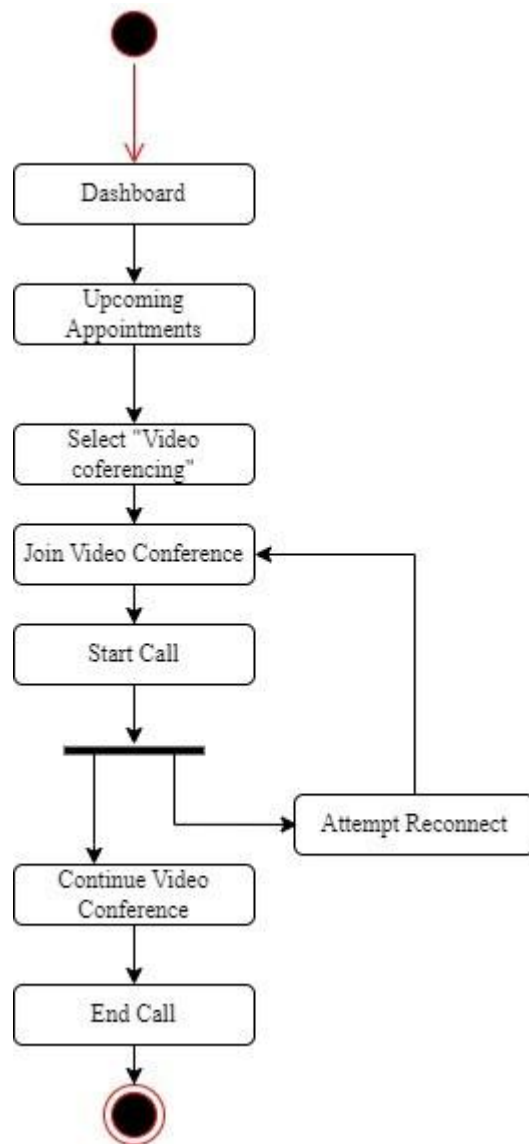 Dashboard
Upcoming
Appointments
Select "Video
coferencing"
Join Video Conference
Start Call
Attempt Reconnect
Continue Video
Conference
End Call